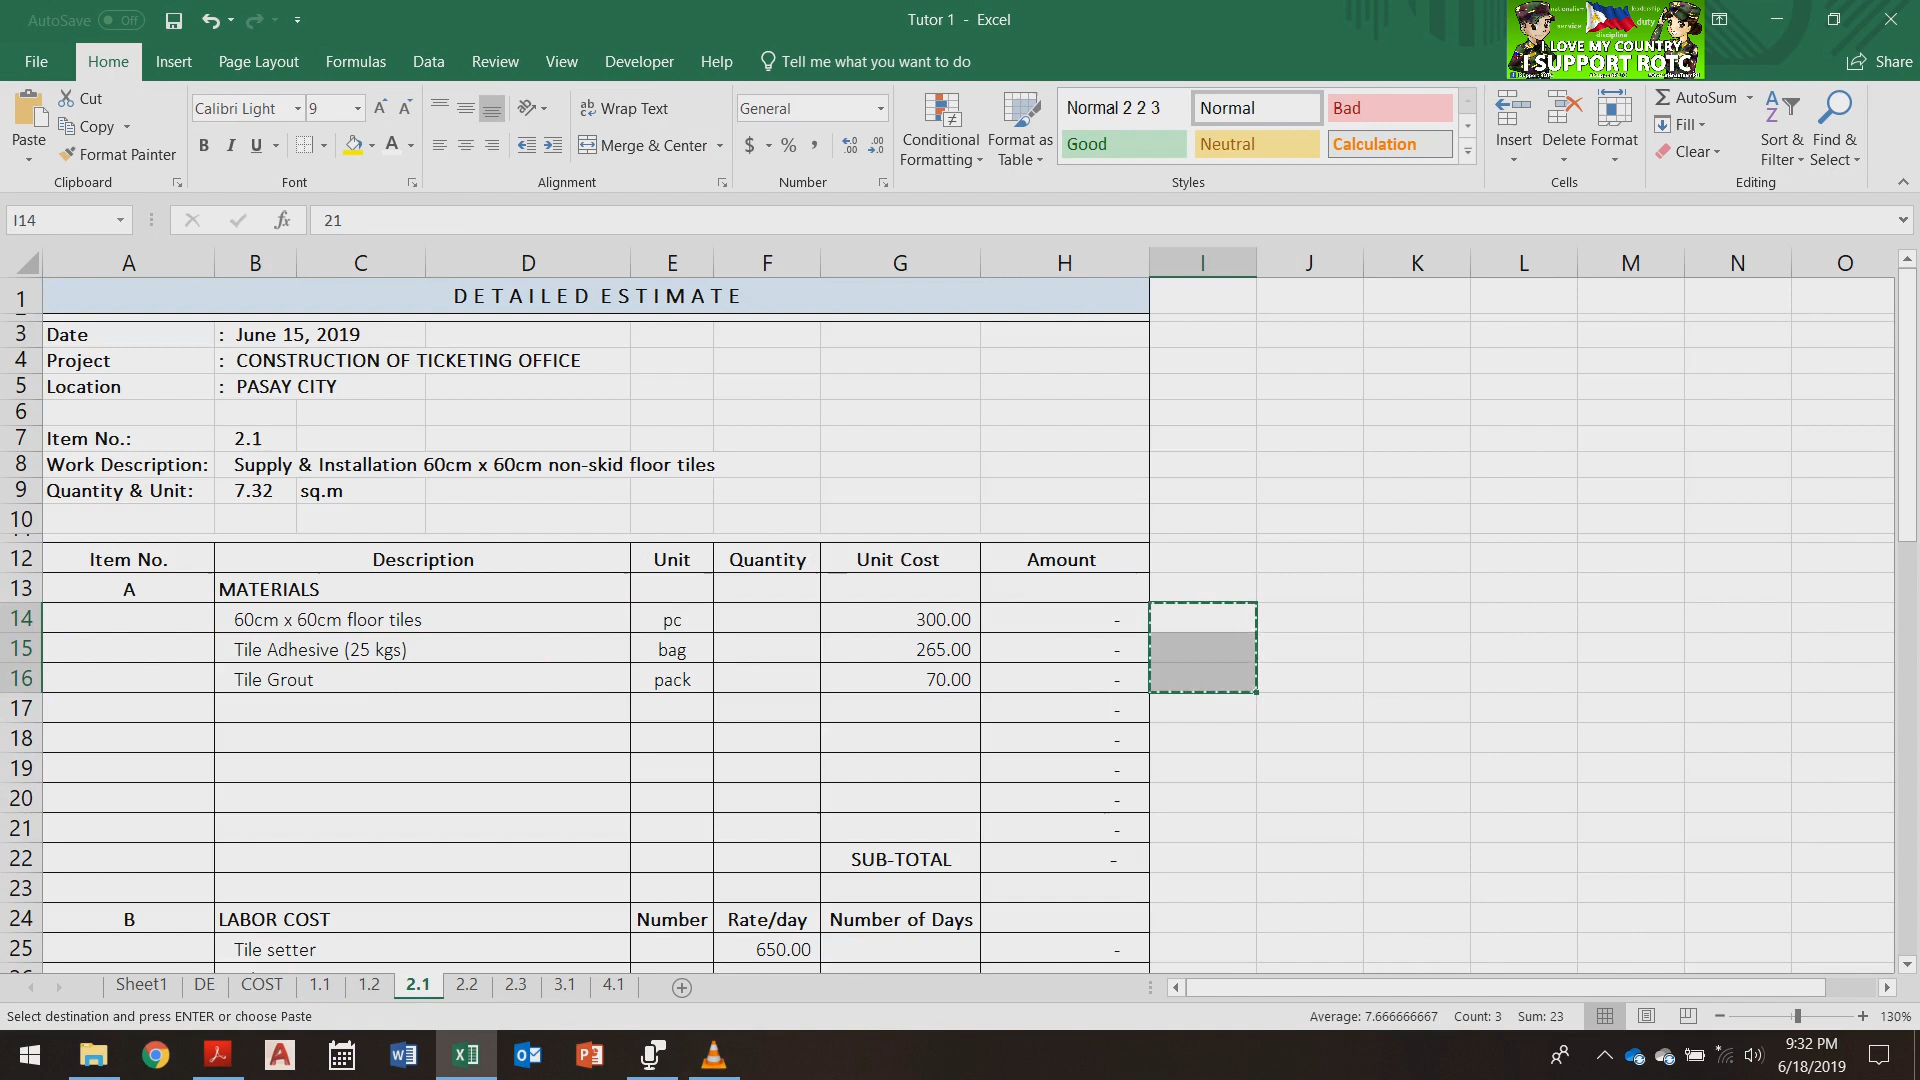 AutoSave Off
Tutor 1 - Excel
I LOVE MY COUNTRY
I SUPPORT ROTC
File Home Insert Page Layout Formulas Data Review View Developer Help Tell me what you want to do Share
Paste Cut Copy Format Painter
Calibri Light 9
Wrap Text
Merge & Center
General
Conditional Formatting
Format as Table
Normal 2 2 3 Normal Bad
Good Neutral Calculation
Insert Delete Format
AutoSum
Fill
Clear
Sort & Filter
Find & Select
Clipboard Font Alignment Number Styles Cells Editing
I14 fx 21
A B C D E F G H I J K L M N O
1 DETAILED ESTIMATE
3 Date : June 15, 2019
4 Project : CONSTRUCTION OF TICKETING OFFICE
5 Location : PASAY CITY
6
7 Item No.: 2.1
8 Work Description: Supply & Installation 60cm x 60cm non-skid floor tiles
9 Quantity & Unit: 7.32 sq.m
10
12 Item No. Description Unit Quantity Unit Cost Amount
13 A MATERIALS
14 60cm x 60cm floor tiles pc 300.00 -
15 Tile Adhesive (25 kgs) bag 265.00 -
16 Tile Grout pack 70.00 -
17 -
18 -
19 -
20 -
21 -
22 SUB-TOTAL -
23
24 B LABOR COST Number Rate/day Number of Days
25 Tile setter 650.00 -
Sheet1 DE COST 1.1 1.2 2.1 2.2 2.3 3.1 4.1
Select destination and press ENTER or choose Paste
Average: 7.666666667 Count: 3 Sum: 23 130%
9:32 PM
6/18/2019